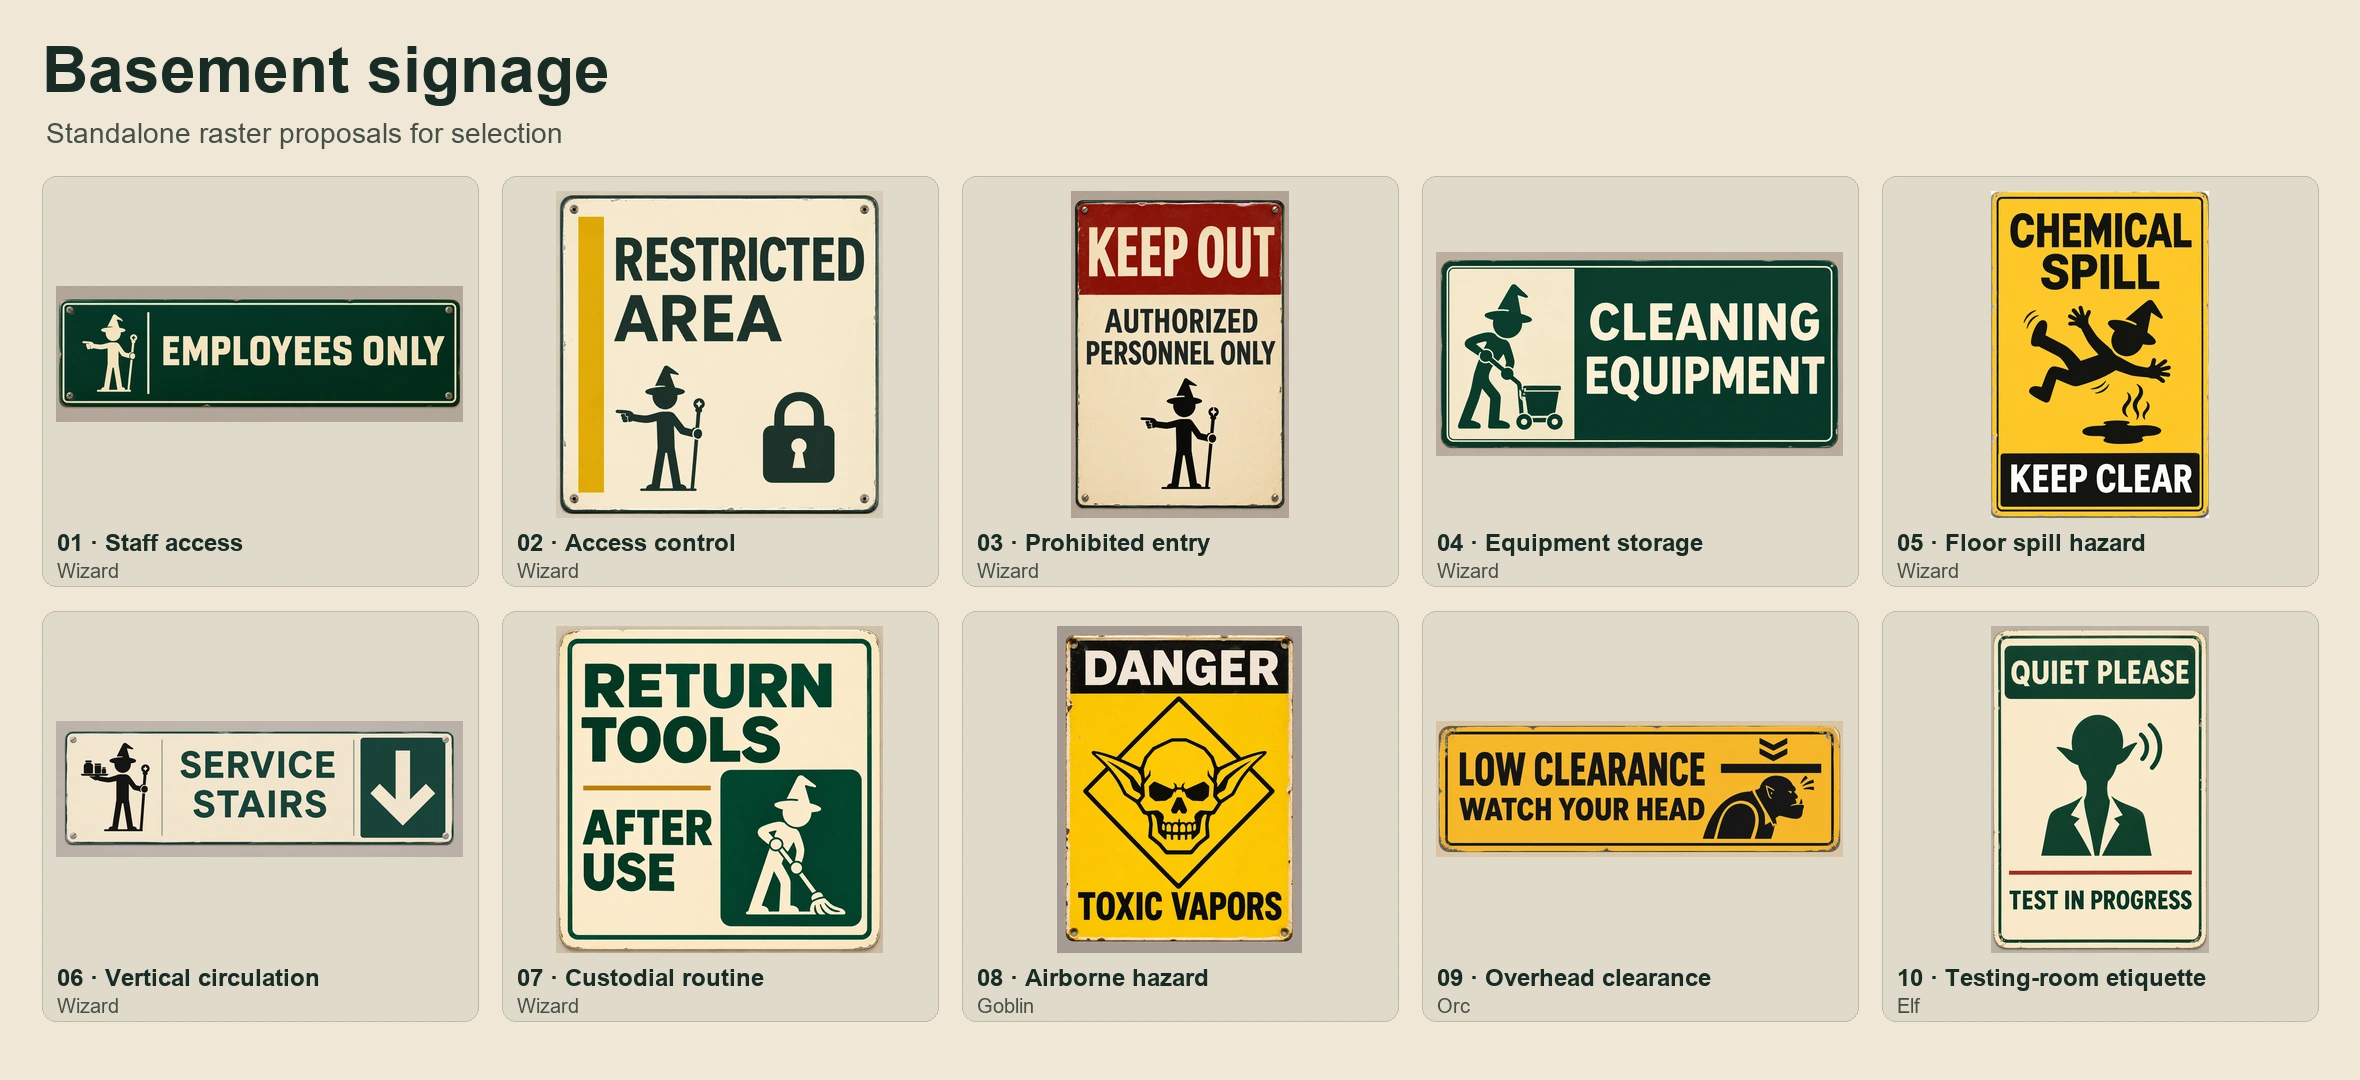 Basement signage
Standalone raster proposals for selection
EMPLOYEES ONLY
01 · Staff access
Wizard
RESTRICTED
AREA
02 · Access control
Wizard
KEEP OUT
AUTHORIZED
PERSONNEL ONLY
03 · Prohibited entry
Wizard
CLEANING
EQUIPMENT
04 · Equipment storage
Wizard
CHEMICAL
SPILL
KEEP CLEAR
05 · Floor spill hazard
Wizard
SERVICE
STAIRS
06 · Vertical circulation
Wizard
RETURN
TOOLS
AFTER
USE
07 · Custodial routine
Wizard
DANGER
TOXIC VAPORS
08 · Airborne hazard
Goblin
LOW CLEARANCE
WATCH YOUR HEAD
09 · Overhead clearance
Orc
QUIET PLEASE
TEST IN PROGRESS
10 · Testing-room etiquette
Elf